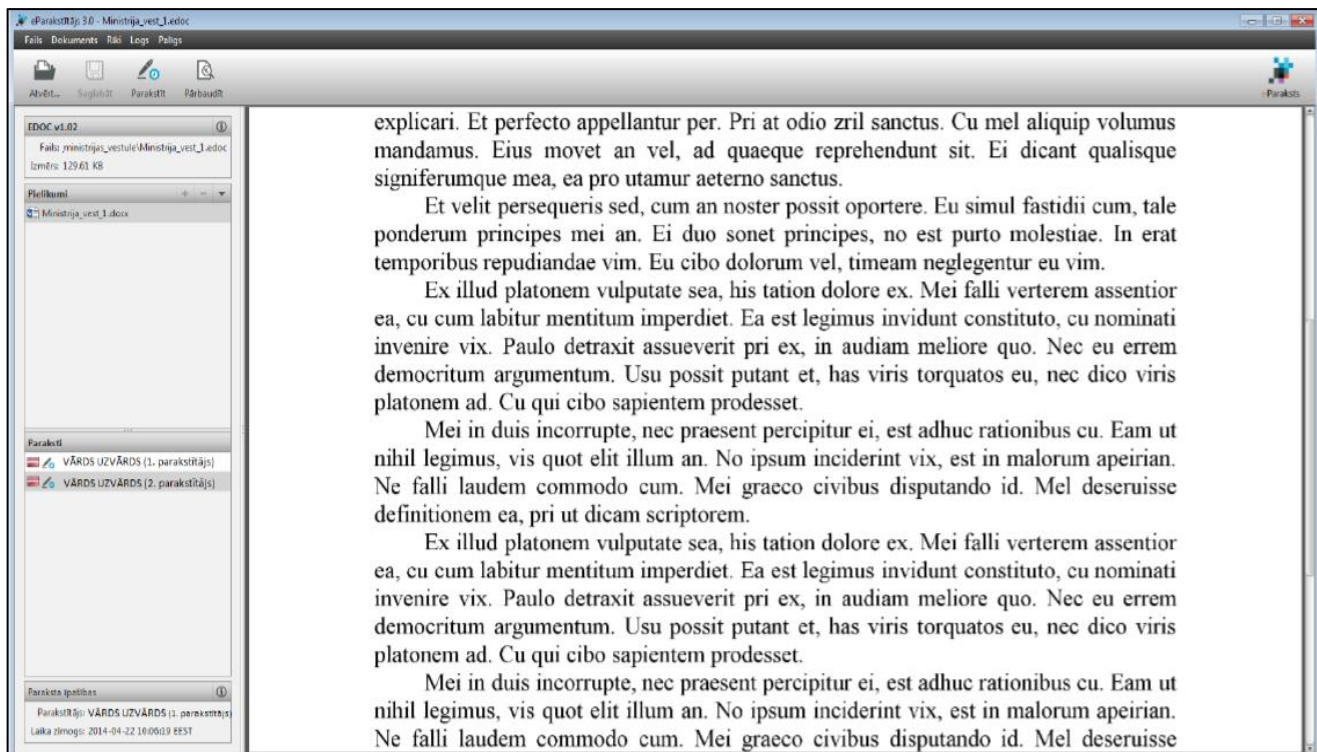 eParakstītājs 3.0 - Ministrija_vest_1.edoc
Fails Dokuments Rīki Logs Palīgs
Atvērt... Saglabāt Parakstīt Pārbaudīt
eParaksts
EDOC v1.02
Fails: ministrijas_vestule\Ministrija_vest_1.edoc
Izmērs: 129.61 KB
Pielikumi
Ministrija_vest_1.docx
Paraksti
VĀRDS UZVĀRDS (1. parakstītājs)
VĀRDS UZVĀRDS (2. parakstītājs)
Paraksta īpašības
Parakstītājs: VĀRDS UZVĀRDS (1. parakstītājs)
Laika zīmogs: 2014-04-22 10:06:19 EEST
explicari. Et perfecto appellantur per. Pri at odio zril sanctus. Cu mel aliquip volumus
mandamus. Eius movet an vel, ad quaeque reprehendunt sit. Ei dicant qualisque
signiferumque mea, ea pro utamur aeterno sanctus.
Et velit persequeris sed, cum an noster possit oportere. Eu simul fastidii cum, tale
ponderum principes mei an. Ei duo sonet principes, no est purto molestiae. In erat
temporibus repudiandae vim. Eu cibo dolorum vel, timeam neglegentur eu vim.
Ex illud platonem vulputate sea, his tation dolore ex. Mei falli verterem assentior
ea, cu cum labitur mentitum imperdiet. Ea est legimus invidunt constituto, cu nominati
invenire vix. Paulo detraxit assueverit pri ex, in audiam meliore quo. Nec eu errem
democritum argumentum. Usu possit putant et, has viris torquatos eu, nec dico viris
platonem ad. Cu qui cibo sapientem prodesset.
Mei in duis incorrupte, nec praesent percipitur ei, est adhuc rationibus cu. Eam ut
nihil legimus, vis quot elit illum an. No ipsum inciderint vix, est in malorum apeirian.
Ne falli laudem commodo cum. Mei graeco civibus disputando id. Mel deseruisse
definitionem ea, pri ut dicam scriptorem.
Ex illud platonem vulputate sea, his tation dolore ex. Mei falli verterem assentior
ea, cu cum labitur mentitum imperdiet. Ea est legimus invidunt constituto, cu nominati
invenire vix. Paulo detraxit assueverit pri ex, in audiam meliore quo. Nec eu errem
democritum argumentum. Usu possit putant et, has viris torquatos eu, nec dico viris
platonem ad. Cu qui cibo sapientem prodesset.
Mei in duis incorrupte, nec praesent percipitur ei, est adhuc rationibus cu. Eam ut
nihil legimus, vis quot elit illum an. No ipsum inciderint vix, est in malorum apeirian.
Ne falli laudem commodo cum. Mei graeco civibus disputando id. Mel deseruisse